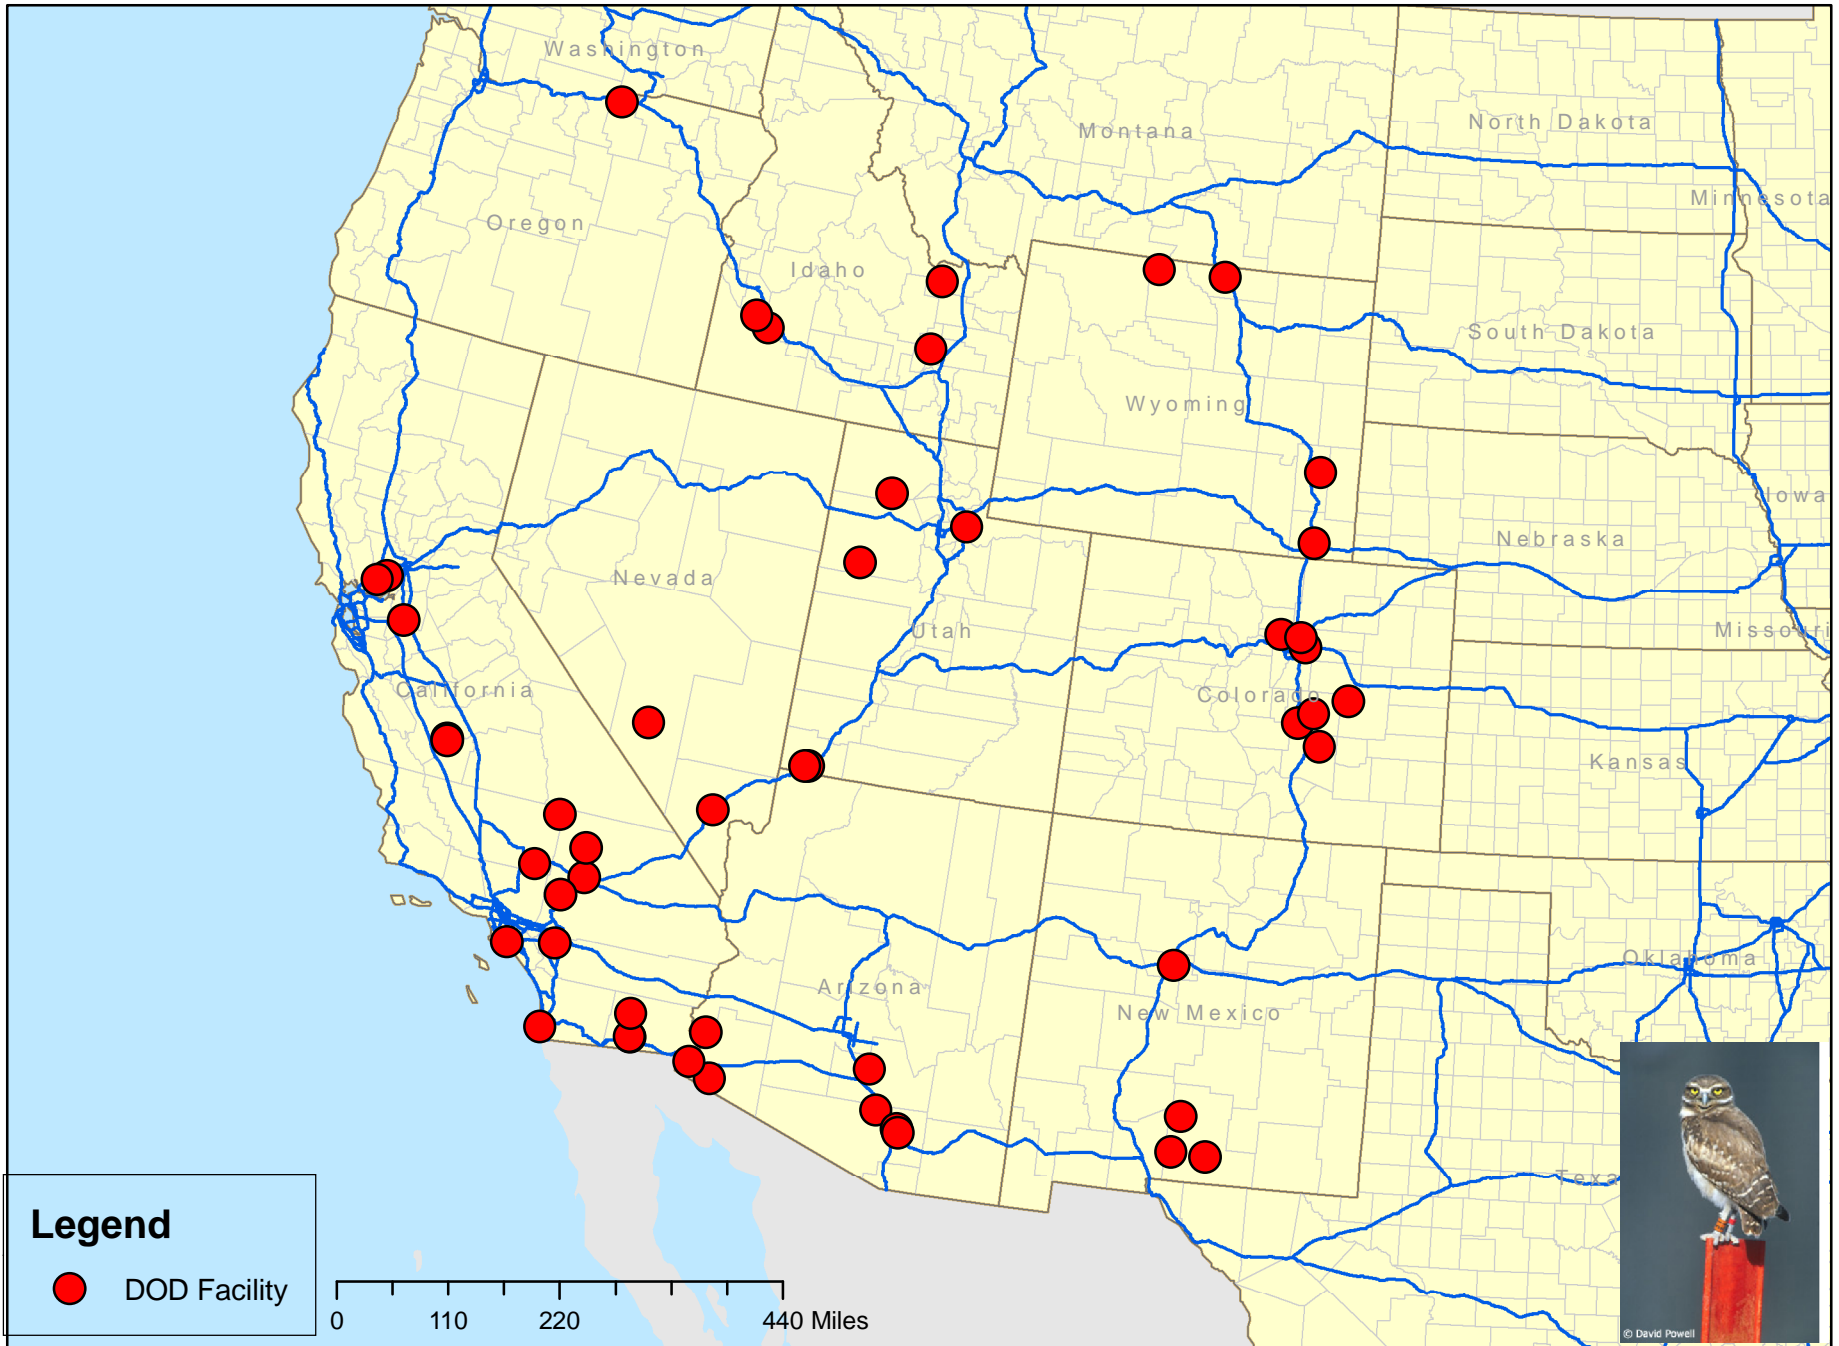 Washington
Montana
North Dakota
Minnesota
Oregon
Idaho
South Dakota
Wyoming
Iowa
Nebraska
Nevada
Utah
Missouri
California
Colorado
Kansas
Oklahoma
Arizona
New Mexico
Texa
Legend
DOD Facility
0 110 220 440 Miles
© David Powell